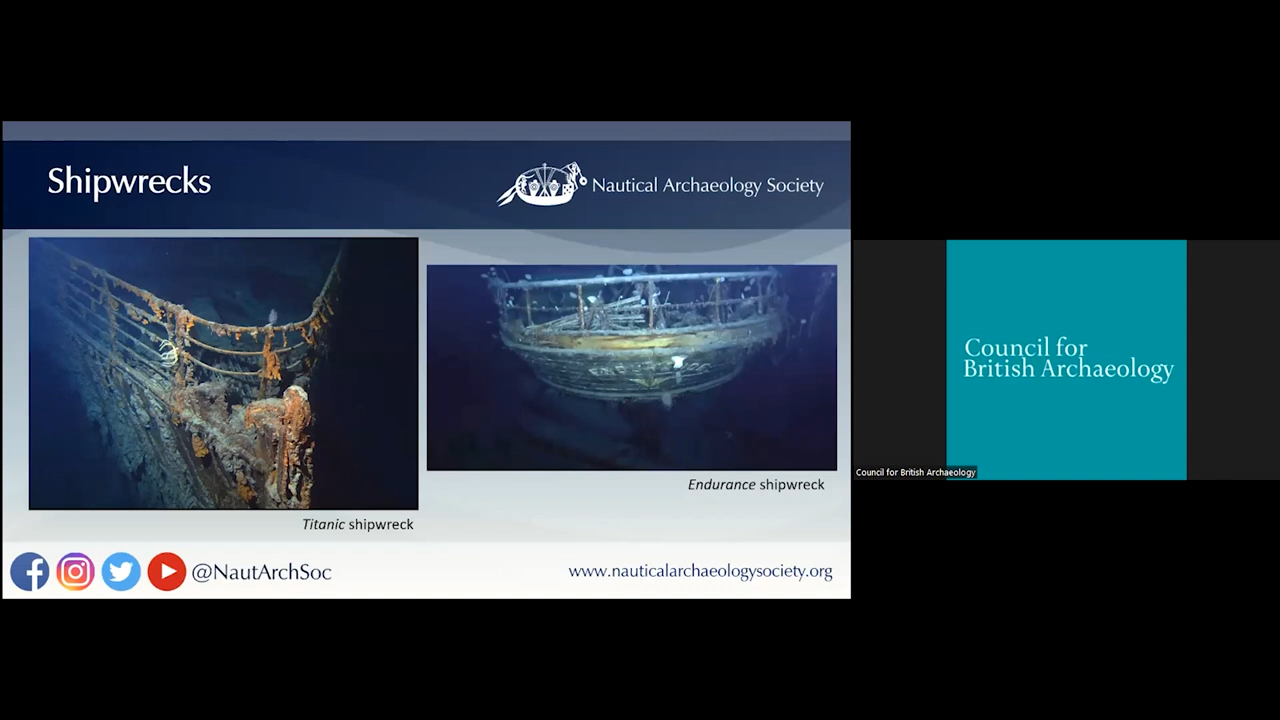 Shipwrecks
Nautical Archaeology Society
Titanic shipwreck
Endurance shipwreck
@NautArchSoc
www.nauticalarchaeologysociety.org
Council for
British Archaeology
Council for British Archaeology